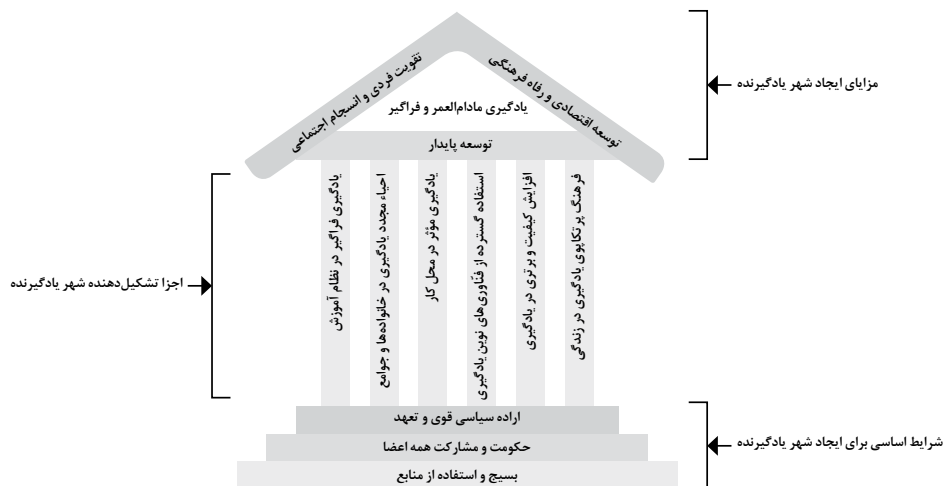 تقویت فردی و انسجام اجتماعی
توسعه اقتصادی و رفاه فرهنگی
مزایای ایجاد شهر یادگیرنده
یادگیری مادام‌العمر و فراگیر
توسعه پایدار
فرهنگ پر تکاپوی یادگیری در زندگی
افزایش کیفیت و برتری در یادگیری
استفاده گسترده از فنّاوری‌های نوین یادگیری
یادگیری مؤثر در محل کار
احیاء مجدد یادگیری در خانواده‌ها و جوامع
یادگیری فراگیر در نظام آموزش
اجزا تشکیل‌دهنده شهر یادگیرنده
اراده سیاسی قوی و تعهد
حکومت و مشارکت همه اعضا
شرایط اساسی برای ایجاد شهر یادگیرنده
بسیج و استفاده از منابع